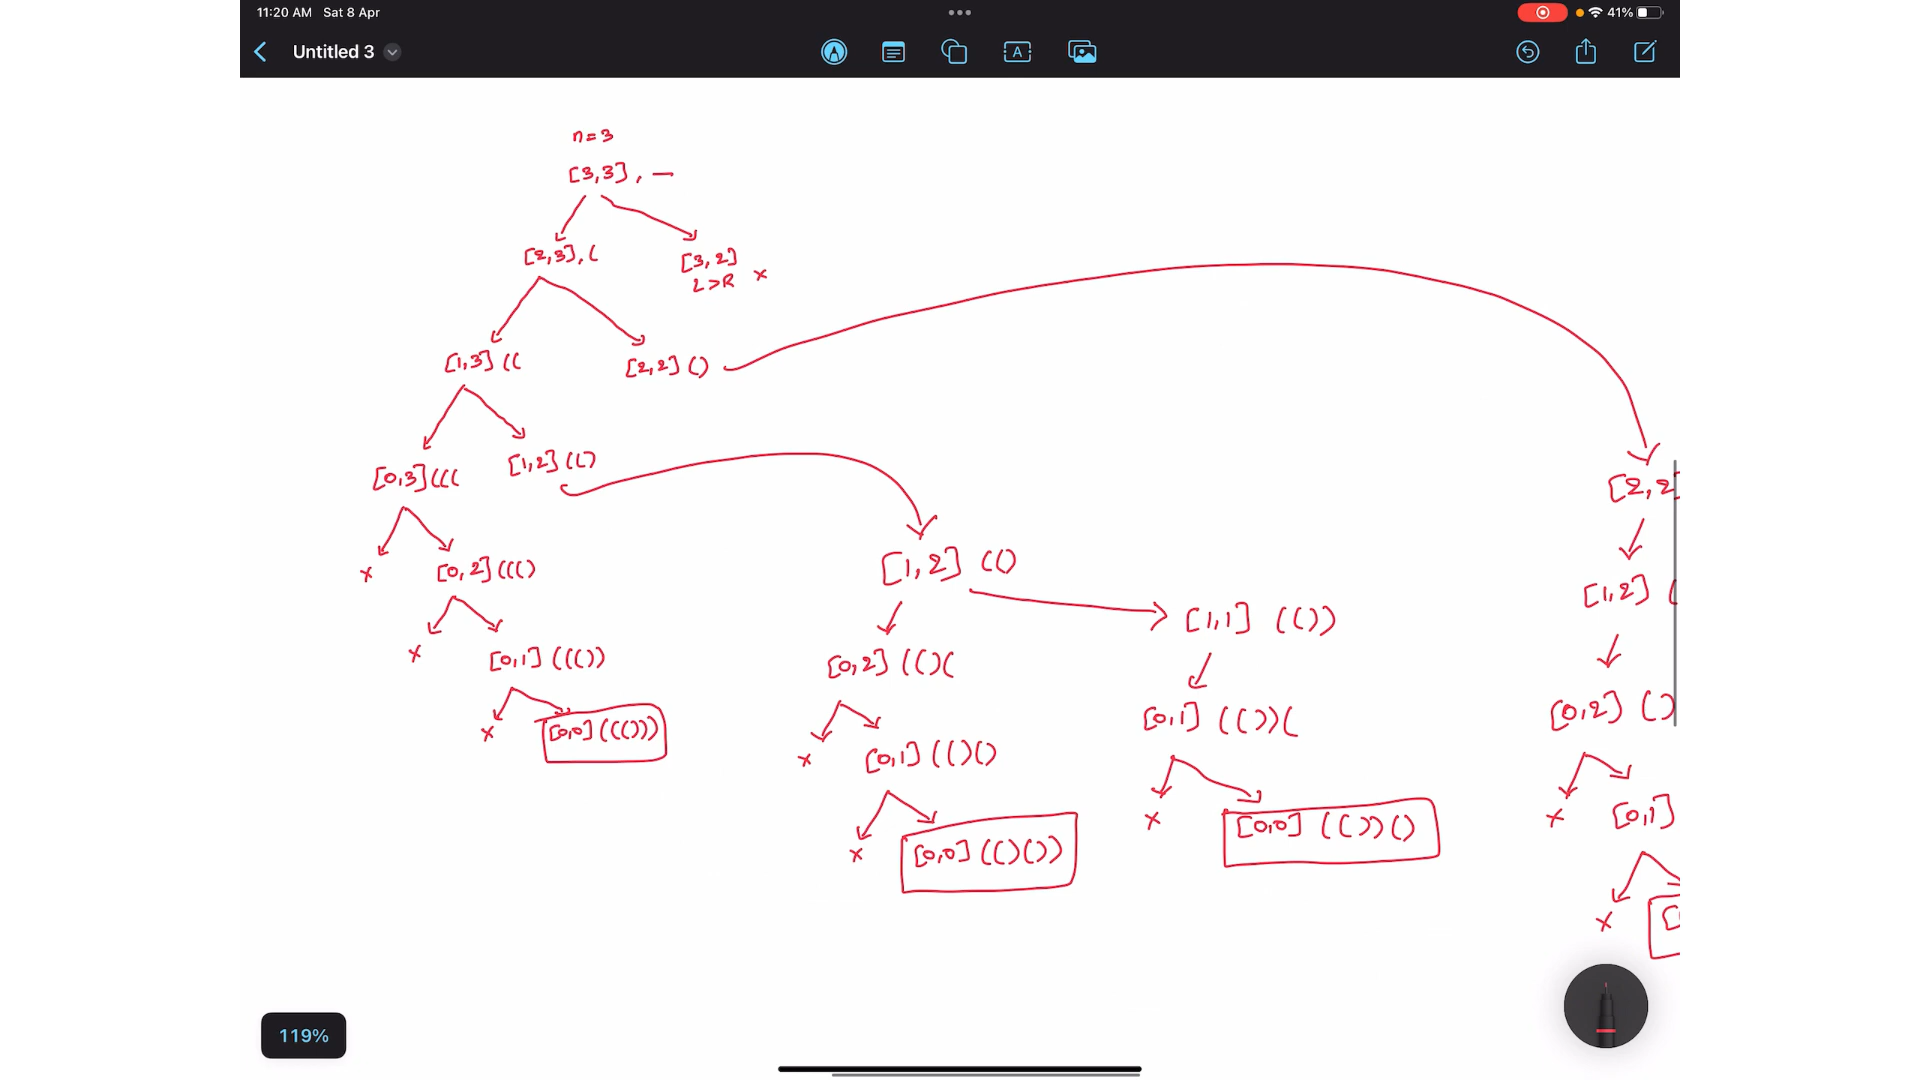 11:20 AM Sat 8 Apr
41%
Untitled 3
A
n=3
[3,3], —
[2,3], (
[3,2]
L>R x
[1,3] ((
[2,2] ()
[0,3] (((
[1,2] (()
[2,2]
x
[0,2] ((()
[1,2] (()
[1,1] (())
[1,2] (
x
[0,1] ((())
[0,2] (()(
[0,1] (())(
[0,2] ()
x
[0,0] ((()))
x
[0,1] (()()
x
[0,0] (())()
x
[0,1]
x
[0,0] (()())
x
[0
119%